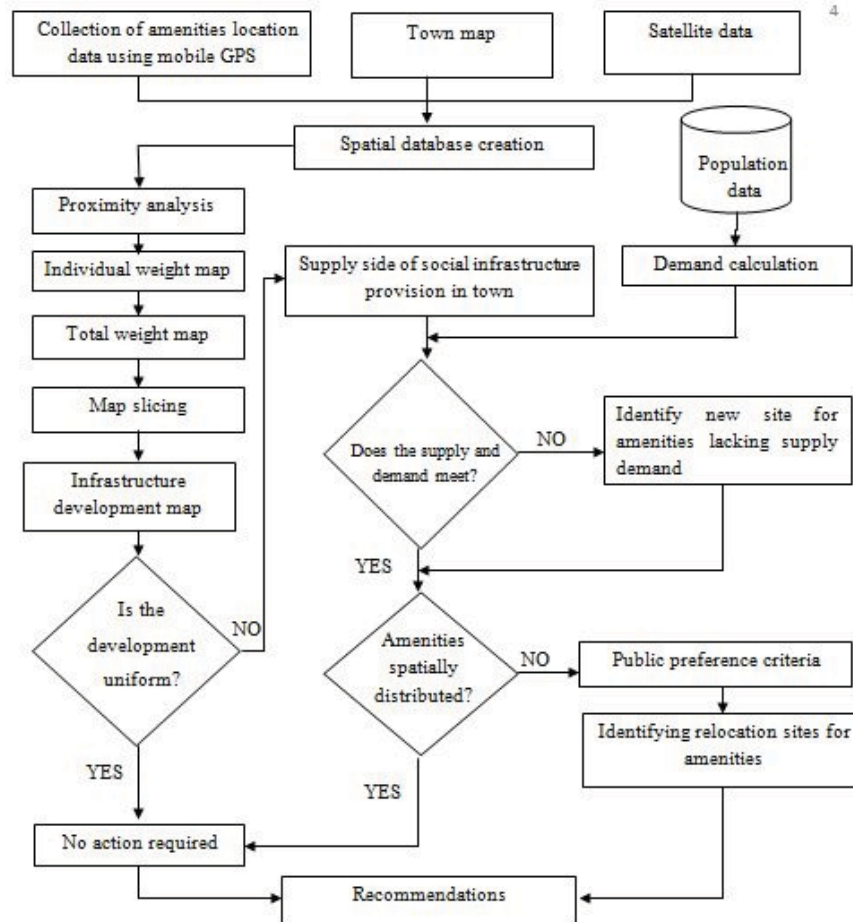 4
Collection of amenities location
data using mobile GPS
Town map
Satellite data
Spatial database creation
Population
data
Proximity analysis
Individual weight map
Supply side of social infrastructure
provision in town
Demand calculation
Total weight map
Map slicing
Does the supply and
demand meet?
NO
Identify new site for
amenities lacking supply
demand
Infrastructure
development map
YES
Is the
development
uniform?
NO
Amenities
spatially
distributed?
NO
Public preference criteria
Identifying relocation sites for
amenities
YES
YES
No action required
Recommendations